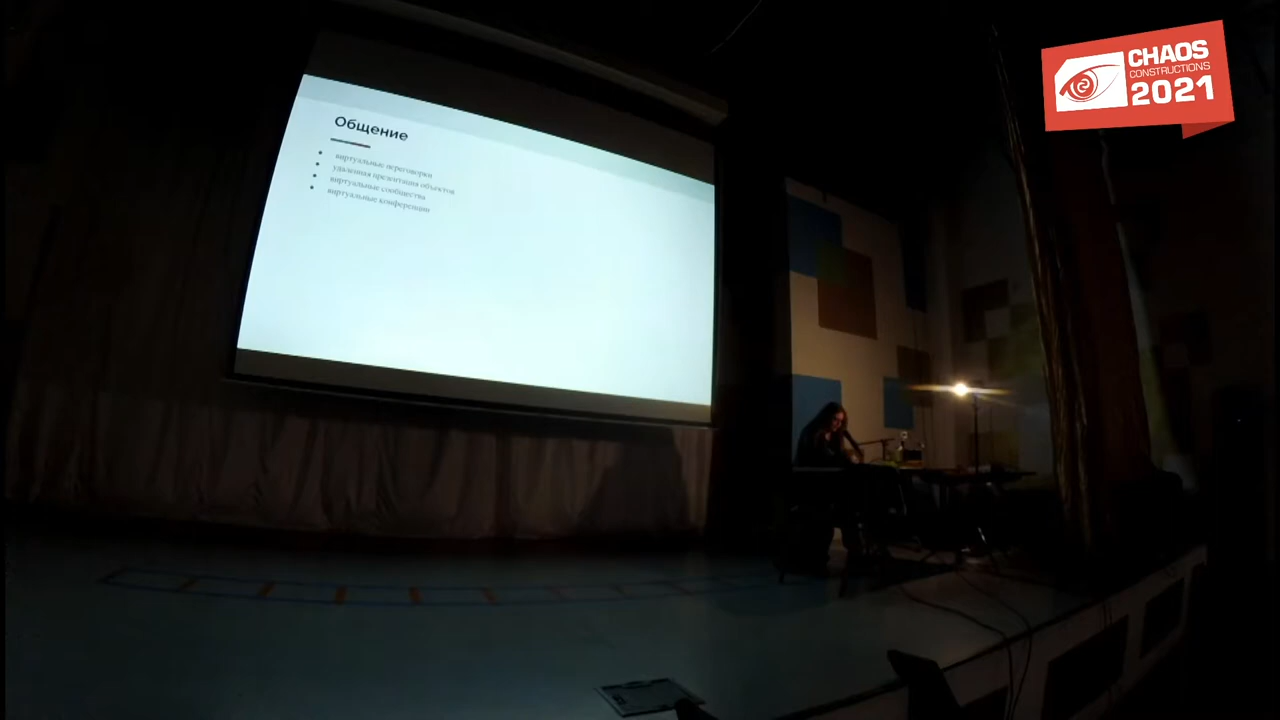 Общение
виртуальные переговорки
удаленная презентация объектов
виртуальные сообщества
виртуальные конференции
CHAOS
CONSTRUCTIONS
2021